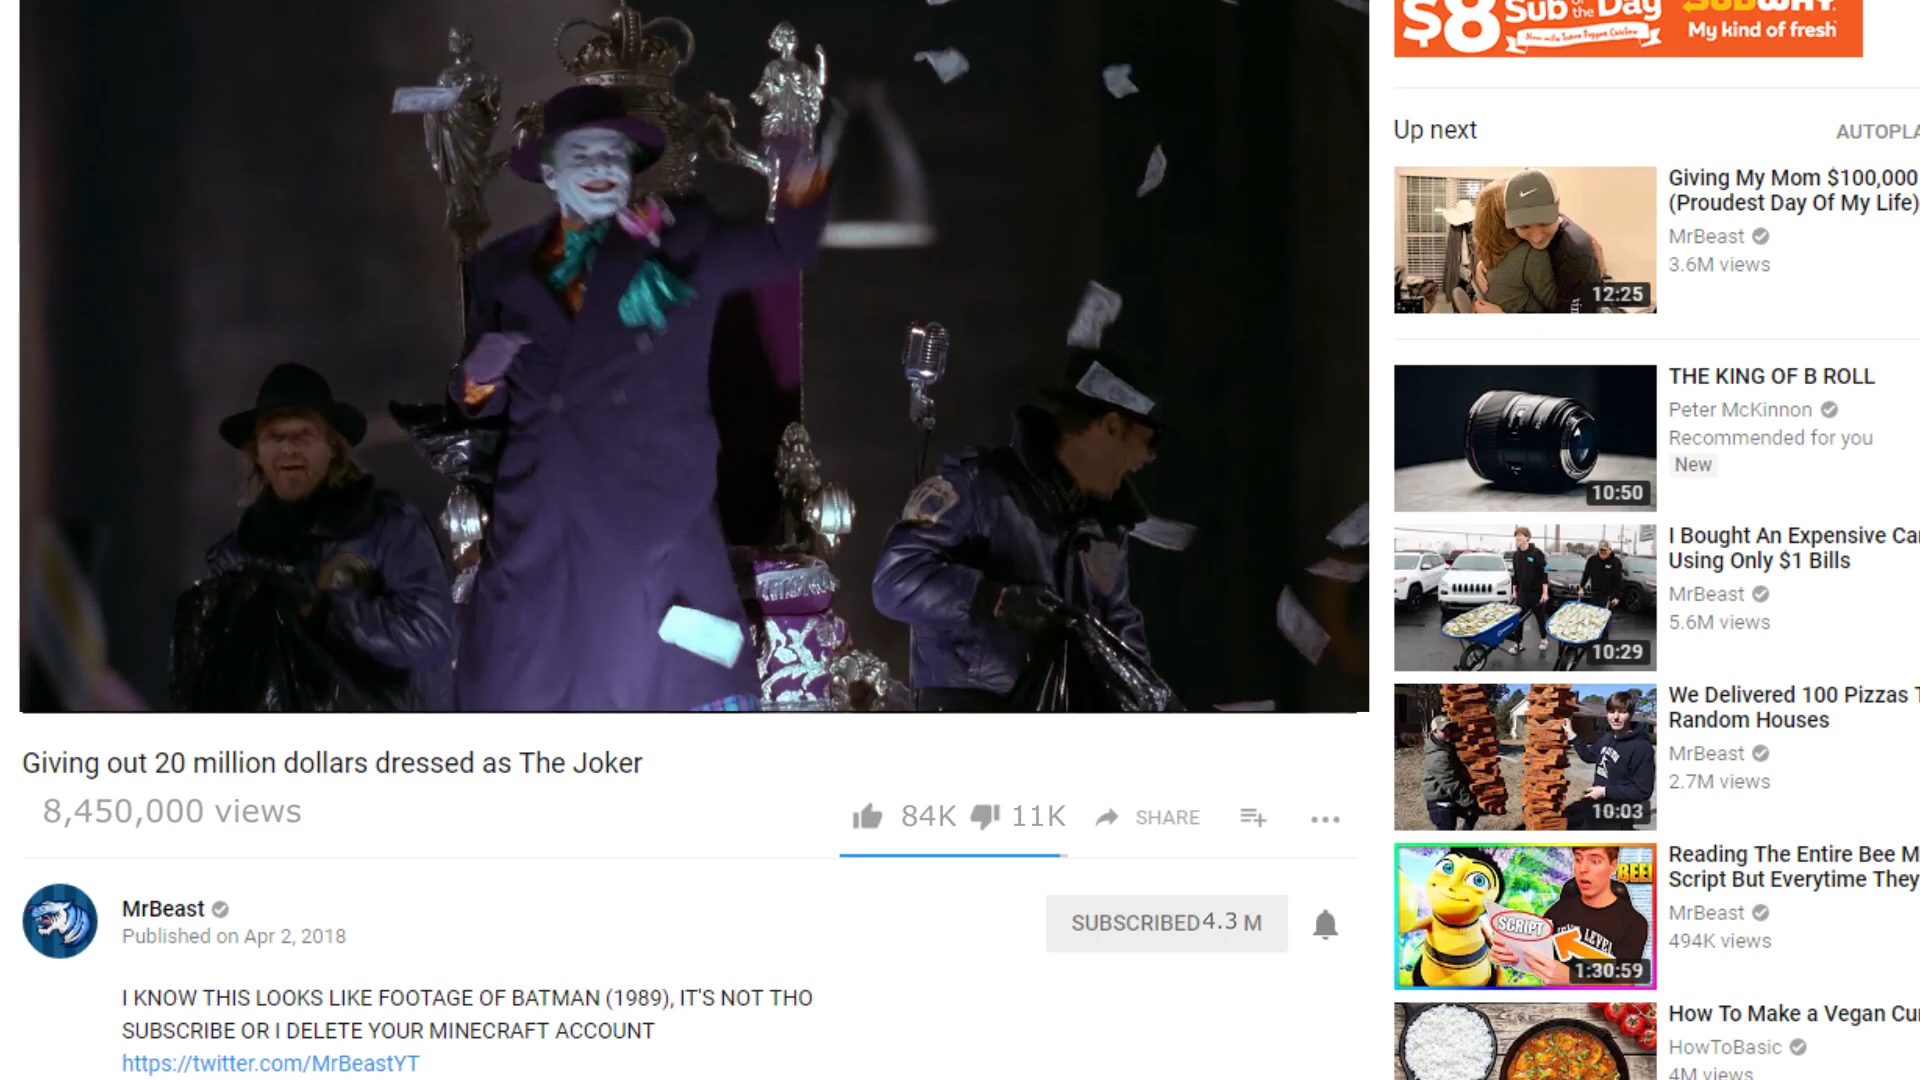 $8 Sub of the Day
SUBWAY
My kind of fresh
Up next
AUTOPLA
Giving My Mom $100,000
(Proudest Day Of My Life)
MrBeast
3.6M views
12:25
THE KING OF B ROLL
Peter McKinnon
Recommended for you
New
10:50
I Bought An Expensive Ca
Using Only $1 Bills
MrBeast
5.6M views
10:29
We Delivered 100 Pizzas T
Random Houses
MrBeast
2.7M views
10:03
Reading The Entire Bee M
Script But Everytime They
MrBeast
494K views
BEE
SCRIPT
LEVEL
1:30:59
How To Make a Vegan Cu
HowToBasic
4M views
Giving out 20 million dollars dressed as The Joker
8,450,000 views
84K 11K SHARE
MrBeast
Published on Apr 2, 2018
SUBSCRIBED 4.3 M
I KNOW THIS LOOKS LIKE FOOTAGE OF BATMAN (1989), IT'S NOT THO
SUBSCRIBE OR I DELETE YOUR MINECRAFT ACCOUNT
https://twitter.com/MrBeastYT